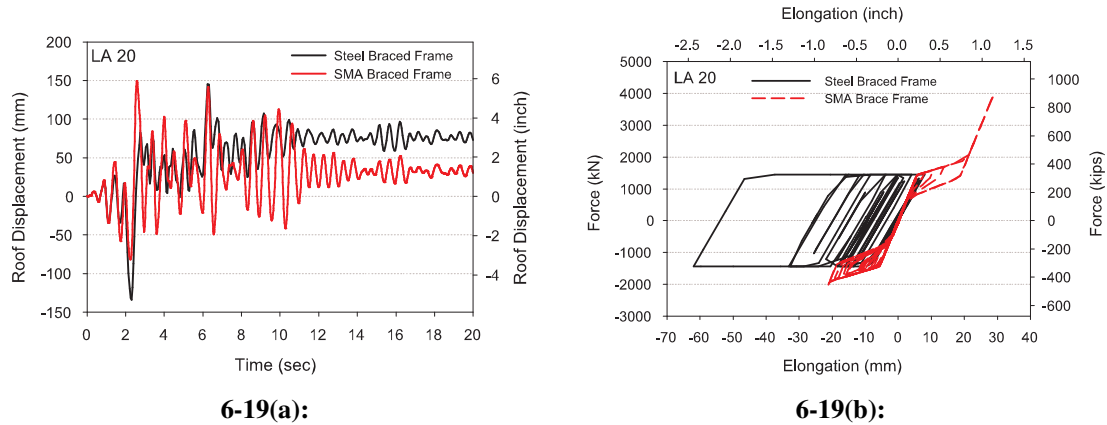 LA 20
Steel Braced Frame
SMA Braced Frame
200
150
100
50
0
-50
-100
-150
Roof Displacement (mm)
6
4
2
0
-2
-4
Roof Displacement (inch)
0 2 4 6 8 10 12 14 16 18 20
Time (sec)
6-19(a):
Elongation (inch)
-2.5 -2.0 -1.5 -1.0 -0.5 0.0 0.5 1.0 1.5
LA 20
Steel Braced Frame
SMA Brace Frame
5000
4000
3000
2000
1000
0
-1000
-2000
-3000
Force (kN)
1000
800
600
400
200
0
-200
-400
-600
Force (kips)
-70 -60 -50 -40 -30 -20 -10 0 10 20 30 40
Elongation (mm)
6-19(b):